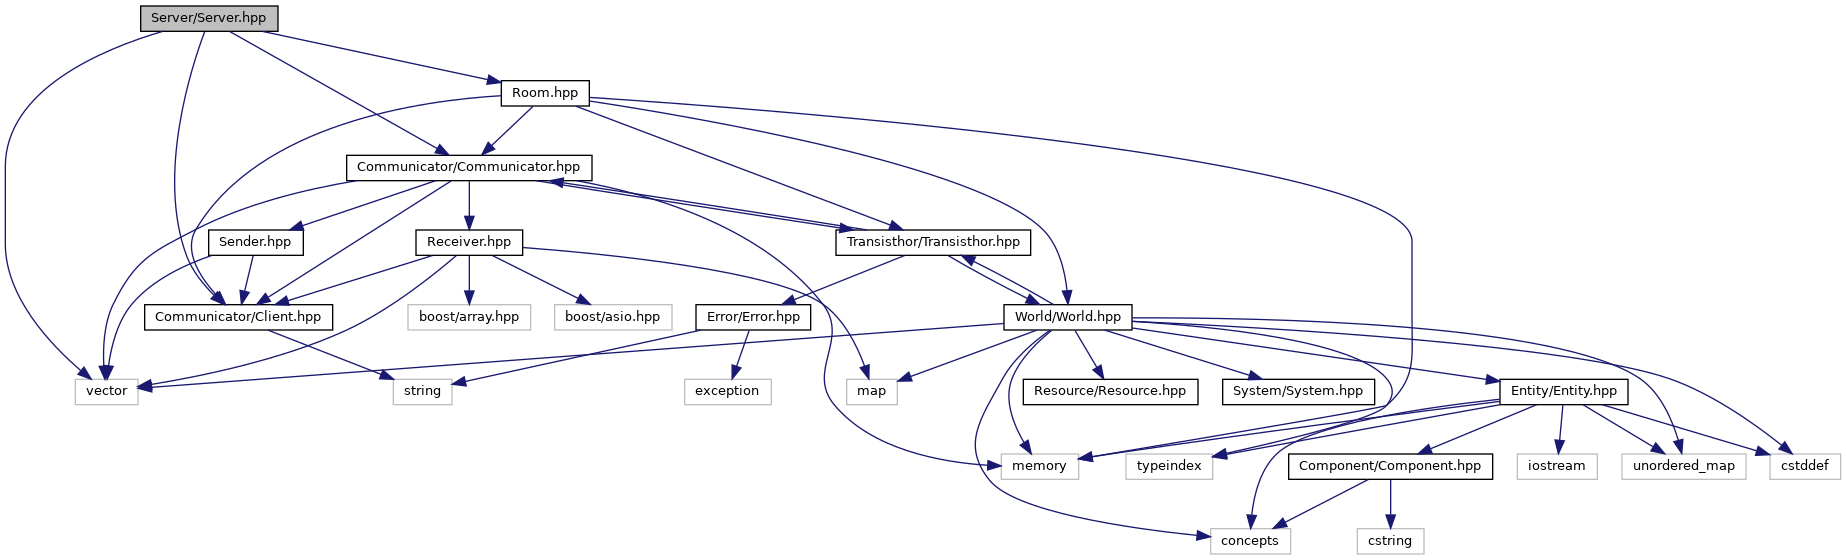 Server/Server.hpp
Room.hpp
Communicator/Communicator.hpp
Sender.hpp
Receiver.hpp
Transisthor/Transisthor.hpp
Communicator/Client.hpp
boost/array.hpp
boost/asio.hpp
Error/Error.hpp
World/World.hpp
vector
string
exception
map
Resource/Resource.hpp
System/System.hpp
Entity/Entity.hpp
memory
typeindex
Component/Component.hpp
iostream
unordered_map
cstddef
concepts
cstring